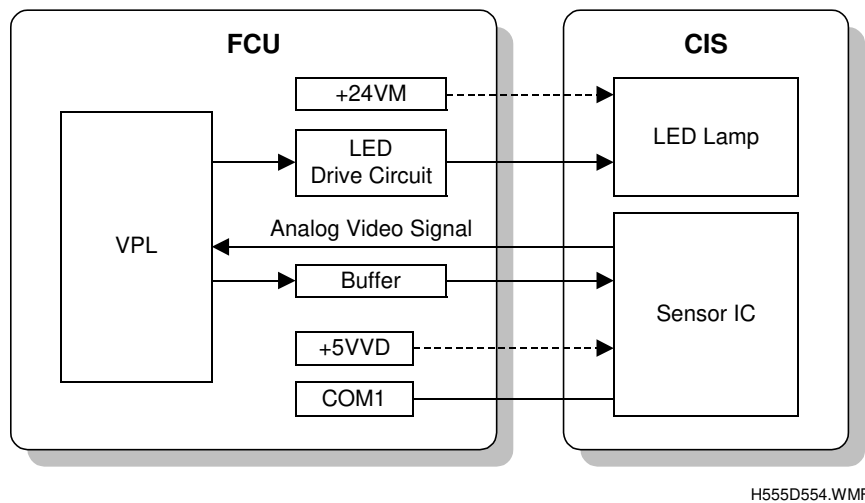 FCU
CIS
+24VM
LED
Drive Circuit
LED Lamp
Analog Video Signal
VPL
Buffer
Sensor IC
+5VVD
COM1
H555D554.WMF